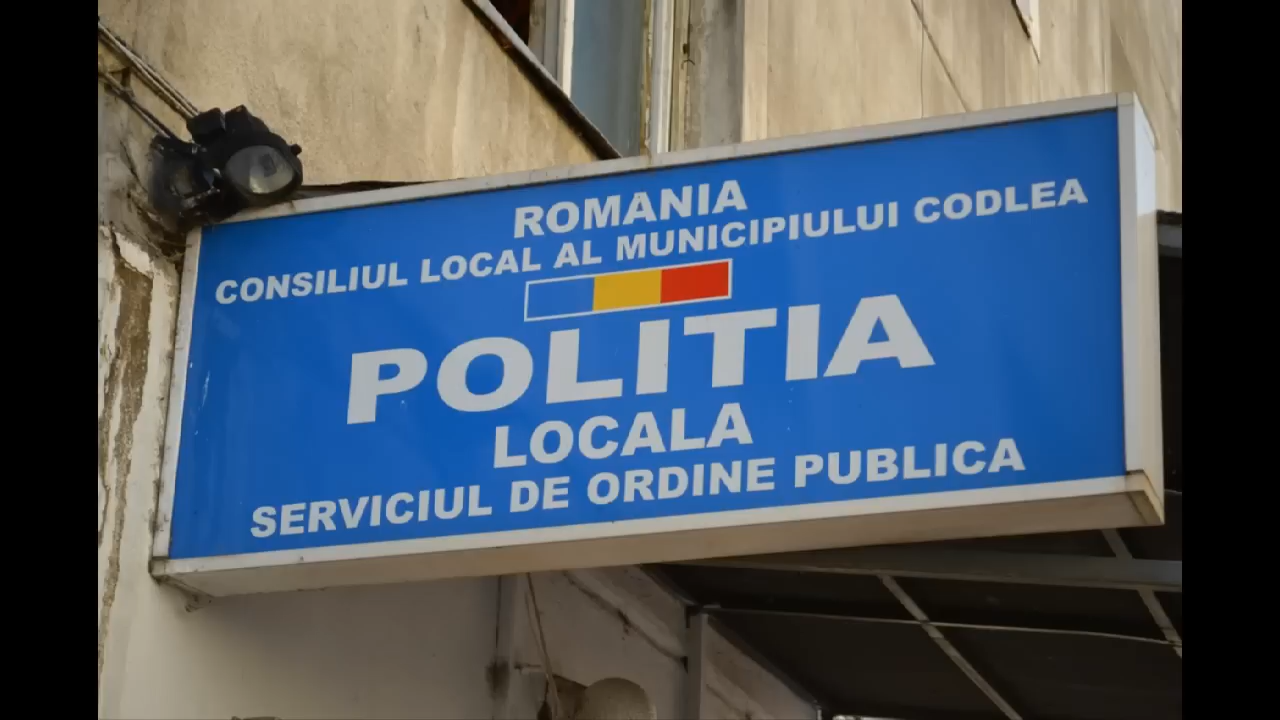 ROMANIA
CONSILIUL LOCAL AL MUNICIPIULUI CODLEA
POLITIA
LOCALA
SERVICIUL DE ORDINE PUBLICA